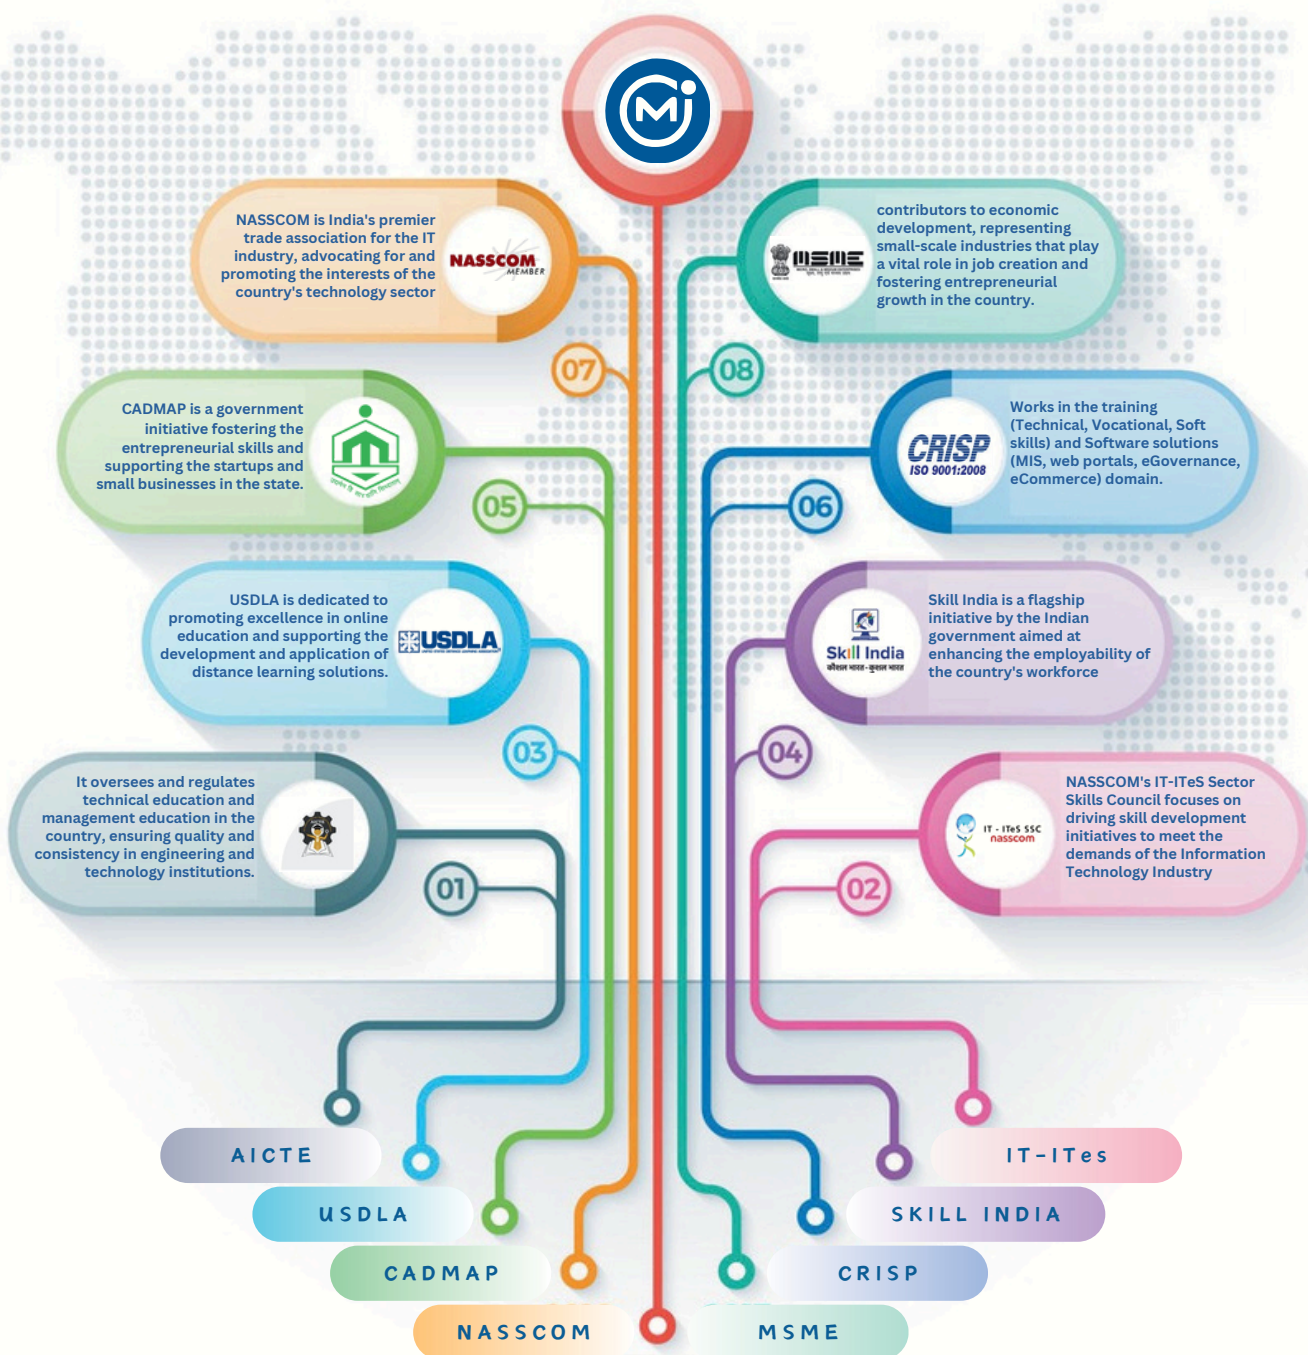 M
NASSCOM is India's premier
trade association for the IT
industry, advocating for and
promoting the interests of the
country's technology sector
NASSCOM
MEMBER
MSME
contributors to economic
development, representing
small-scale industries that play
a vital role in job creation and
fostering entrepreneurial
growth in the country.
07
08
CADMAP is a government
initiative fostering the
entrepreneurial skills and
supporting the startups and
small businesses in the state.
CRISP
ISO 9001:2008
Works in the training
(Technical, Vocational, Soft
skills) and Software solutions
(MIS, web portals, eGovernance,
eCommerce) domain.
05
06
USDLA is dedicated to
promoting excellence in online
education and supporting the
development and application of
distance learning solutions.
USDLA
Skill India
कौशल भारत - कुशल भारत
Skill India is a flagship
initiative by the Indian
government aimed at
enhancing the employability of
the country's workforce
03
04
It oversees and regulates
technical education and
management education in the
country, ensuring quality and
consistency in engineering and
technology institutions.
IT - ITeS SSC
nasscom
NASSCOM's IT-ITeS Sector
Skills Council focuses on
driving skill development
initiatives to meet the
demands of the Information
Technology Industry
01
02
AICTE
IT-ITes
USDLA
SKILL INDIA
CADMAP
CRISP
NASSCOM
MSME